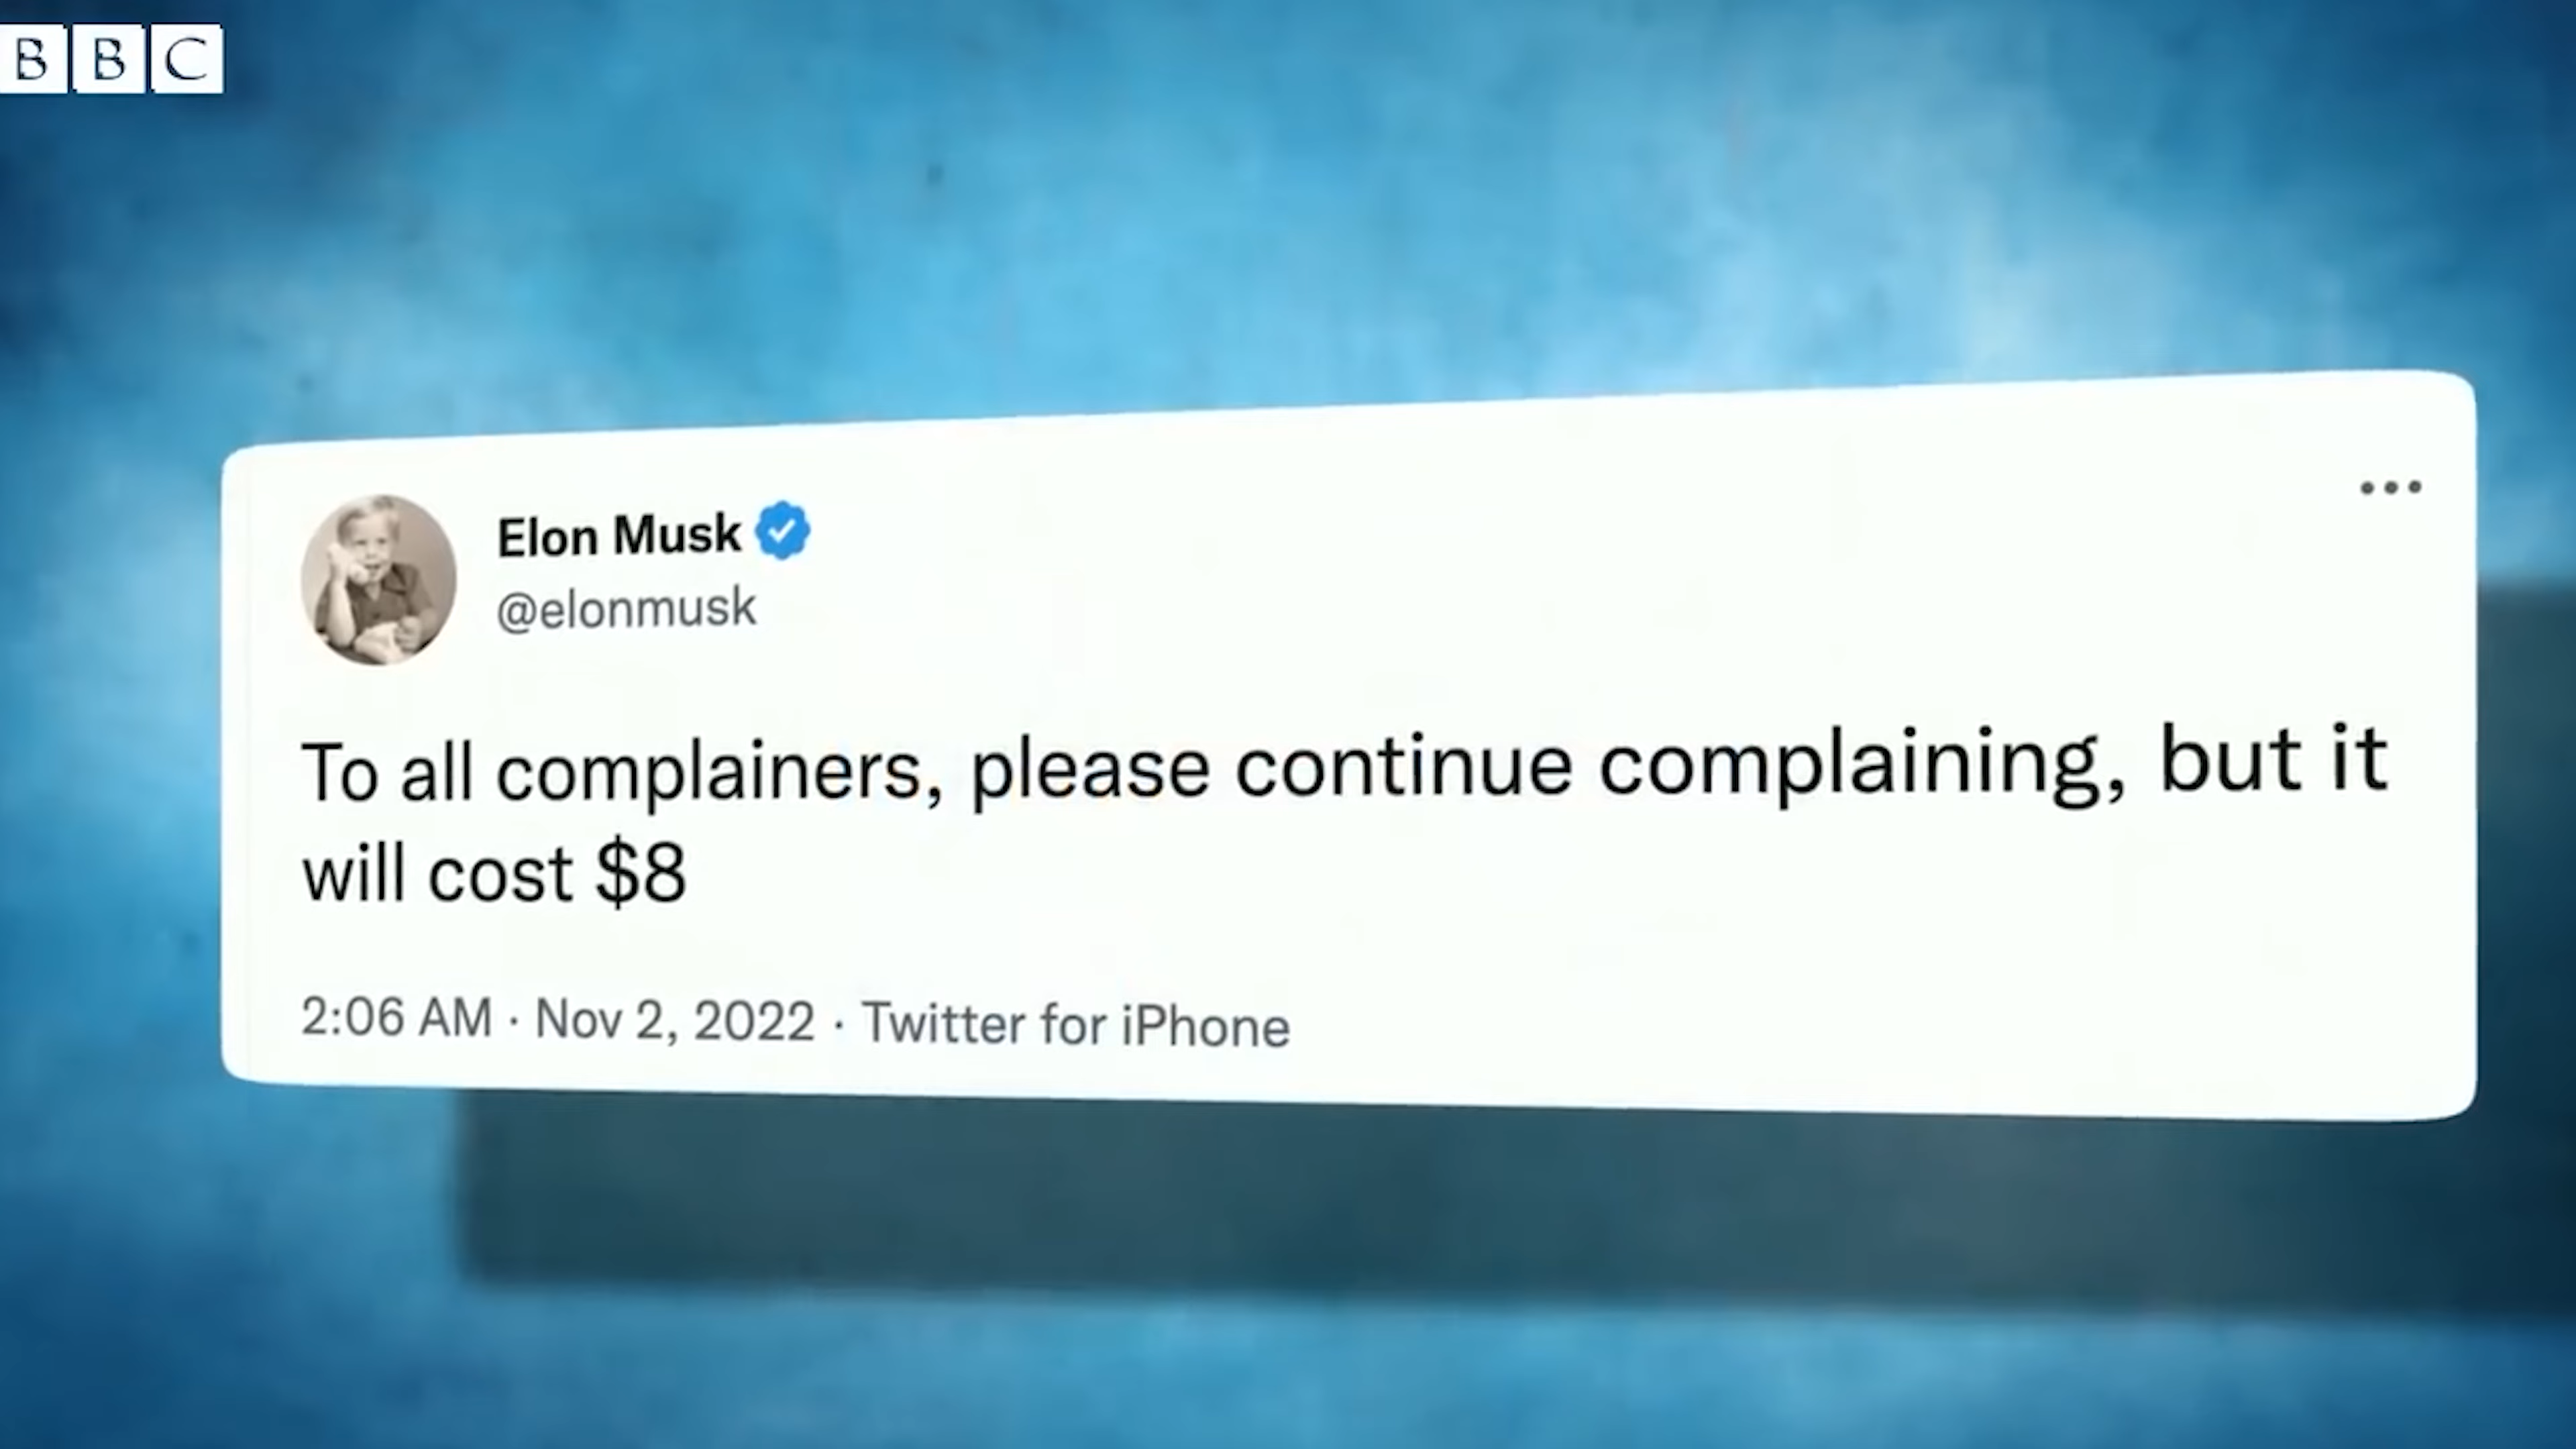 BBC
Elon Musk
@elonmusk
To all complainers, please continue complaining, but it
will cost $8
2:06 AM · Nov 2, 2022 · Twitter for iPhone